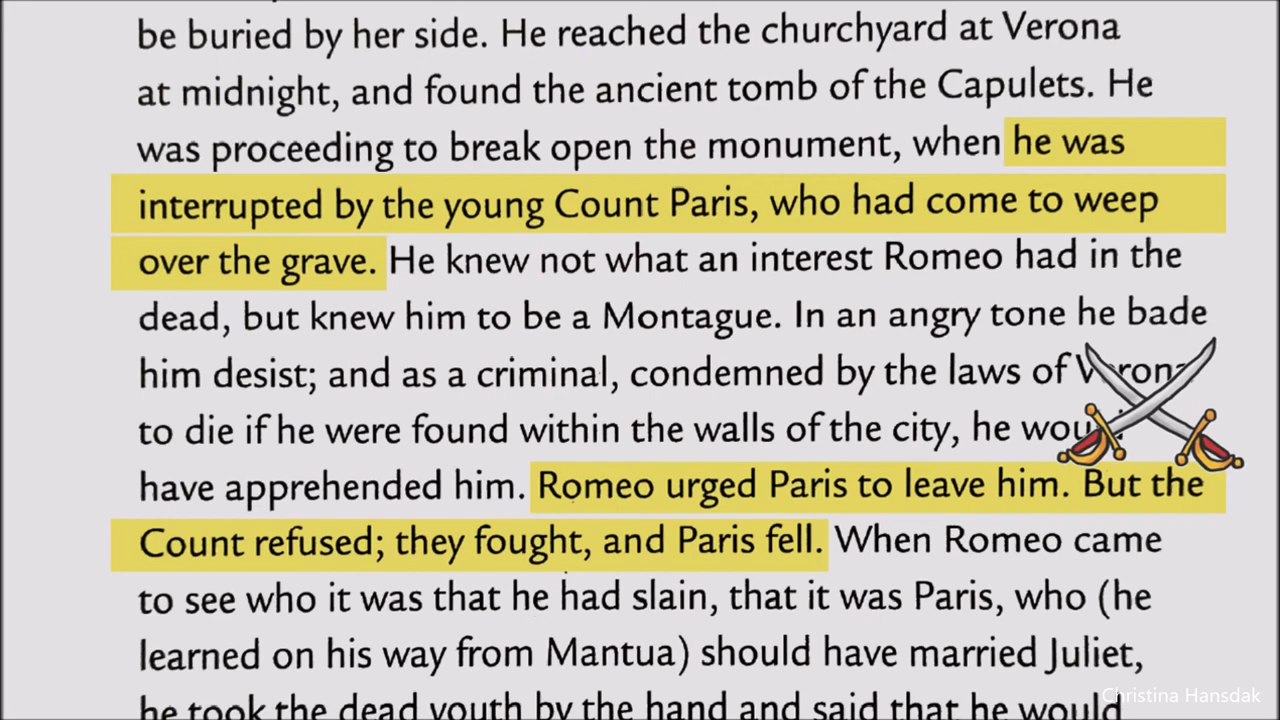 be buried by her side. He reached the churchyard at Verona
at midnight, and found the ancient tomb of the Capulets. He
was proceeding to break open the monument, when he was
interrupted by the young Count Paris, who had come to weep
over the grave. He knew not what an interest Romeo had in the
dead, but knew him to be a Montague. In an angry tone he bade
him desist; and as a criminal, condemned by the laws of Verona
to die if he were found within the walls of the city, he would
have apprehended him. Romeo urged Paris to leave him. But the
Count refused; they fought, and Paris fell. When Romeo came
to see who it was that he had slain, that it was Paris, who (he
learned on his way from Mantua) should have married Juliet,
he took the dead youth by the hand and said that he would
Christina Hansdak